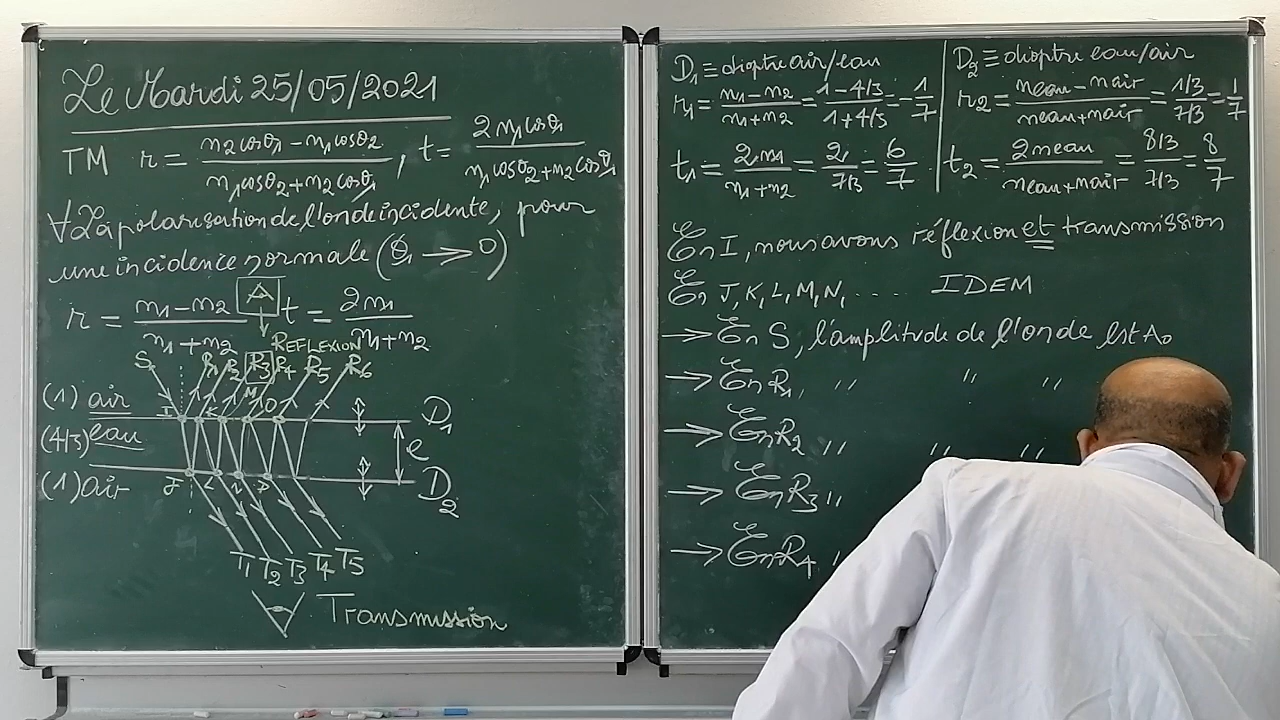 Le Mardi 25/05/2021
TM r = (n2cosθ1 - n1cosθ2)/(n1cosθ2+n2cosθ1), t = 2n1cosθ1/(n1cosθ2+n2cosθ1)
∀ La polarisation de l'onde incidente, pour
une incidence normale (θ1 → 0)
r = (n1-n2)/(n1+n2) t = 2n1/(n1+n2)
REFLEXION
S R1 R2 R3 R4 R5 R6
(1) air I K M O D1
(4/3) eau e
(1) air J L N P D2
T1 T2 T3 T4 T5
Transmission
D1 ≡ dioptre air/eau
r1 = (n1-n2)/(n1+n2) = (1-4/3)/(1+4/3) = -1/7
t1 = 2n1/(n1+n2) = 2/(7/3) = 6/7
D2 ≡ dioptre eau/air
r2 = (neau-nair)/(neau+nair) = (1/3)/(7/3) = 1/7
t2 = 2neau/(neau+nair) = (8/3)/(7/3) = 8/7
En I, nous avons réflexion et transmission
En J, K, L, M, N, .... IDEM
→ En S, l'amplitude de l'onde est A0
→ En R1, " " "
→ En R2 " " "
→ En R3 "
→ En R4 "